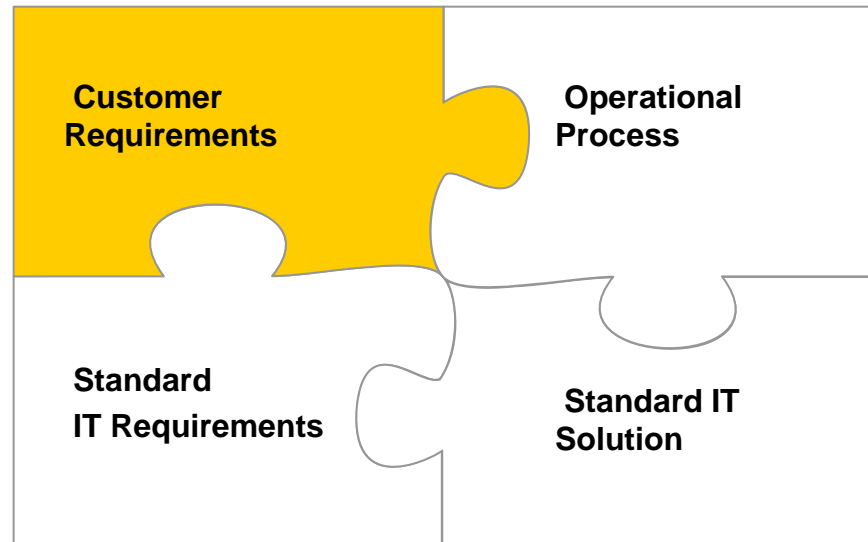 Customer
Requirements
Operational
Process
Standard
IT Requirements
Standard IT
Solution